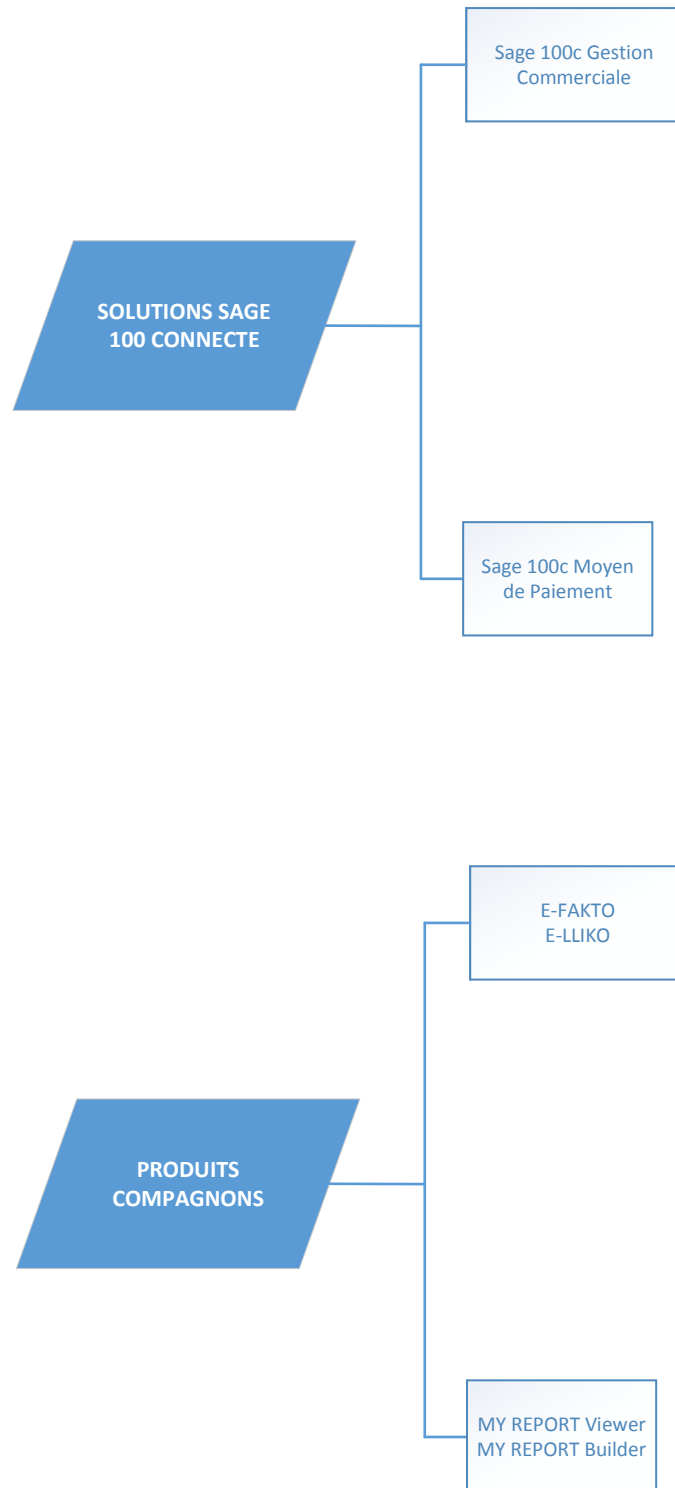 Sage 100c Gestion
Commerciale
SOLUTIONS SAGE
100 CONNECTE
Sage 100c Moyen
de Paiement
E-FAKTO
E-LLIKO
PRODUITS
COMPAGNONS
MY REPORT Viewer
MY REPORT Builder